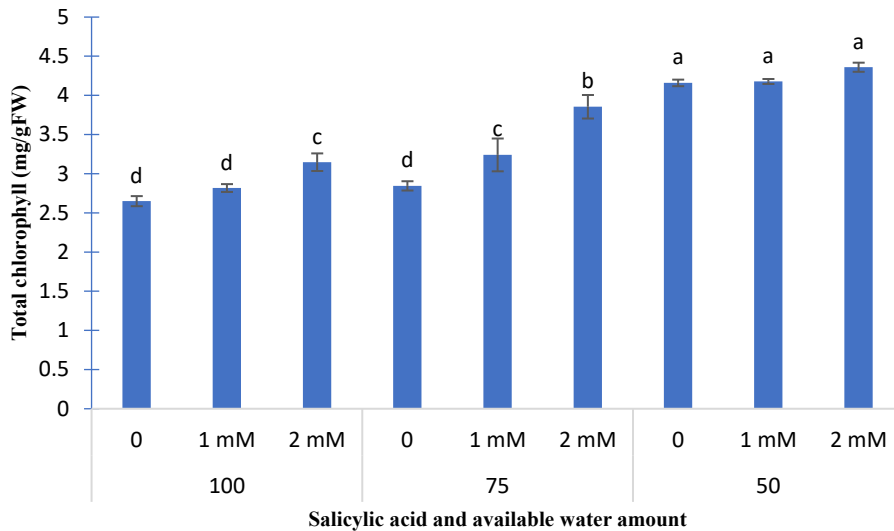 Total chlorophyll (mg/gFW)
5
4.5
4
3.5
3
2.5
2
1.5
1
0.5
0
d
d
c
d
c
b
a
a
a
0
1 mM
2 mM
0
1 mM
2 mM
0
1 mM
2 mM
100
75
50
Salicylic acid and available water amount